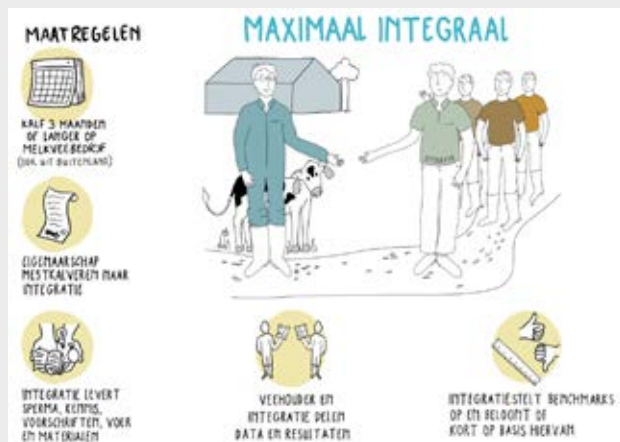 MAATREGELEN
MAXIMAAL INTEGRAAL
KALF 3 MAANDEN
OF LANGER OP
MELKVEEBEDRIJF
(OOK UIT BUITENLAND)
EIGENAARSCHAP
MESTKALVEREN NAAR
INTEGRATIE
INTEGRATIE LEVERT
SPERMA, KENNIS,
VOORSCHRIFTEN, VOER
EN MATERIALEN
VEEHOUDER EN
INTEGRATIE DELEN
DATA EN RESULTATEN
INTEGRATIE STELT BENCHMARKS
OP EN BELOONT OF
KORT OP BASIS HIERVAN